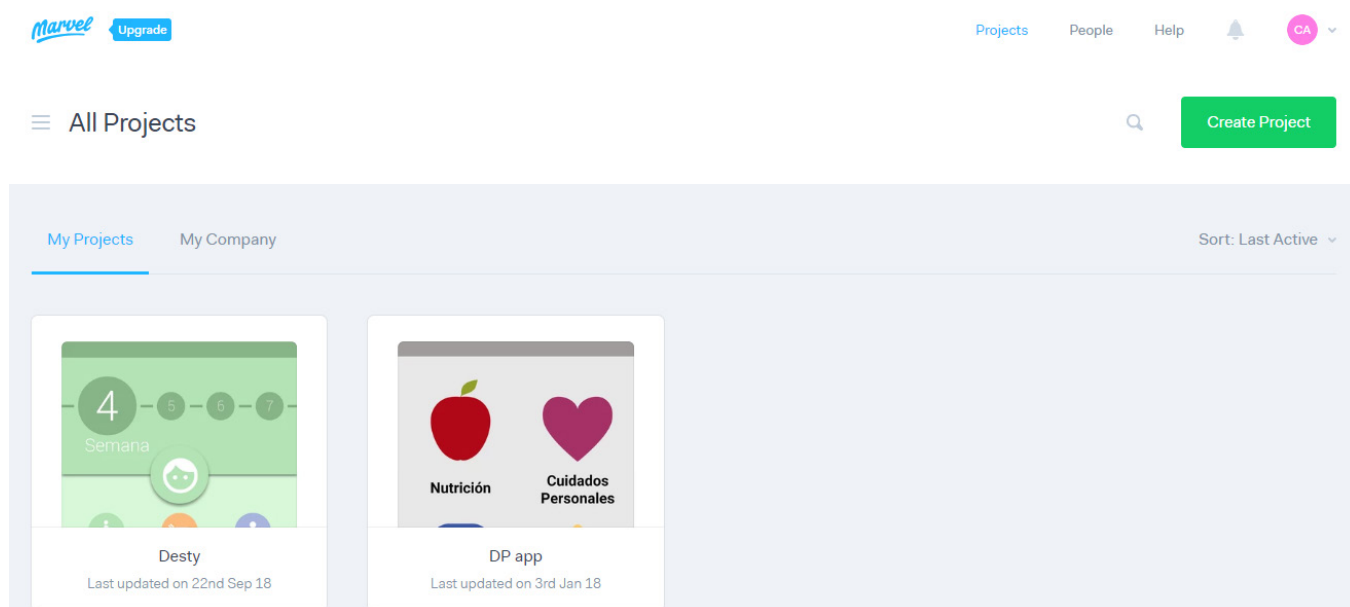 Marvel Upgrade Projects People Help CA
All Projects Create Project
My Projects My Company Sort: Last Active
4 5 6 7
Semana
Nutrición Cuidados
Personales
Desty DP app
Last updated on 22nd Sep 18 Last updated on 3rd Jan 18